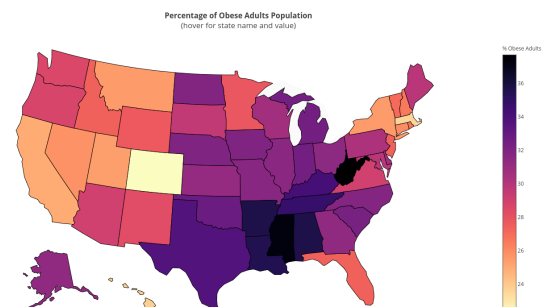 Percentage of Obese Adults Population
(hover for state name and value)
% Obese Adults
36
34
32
30
28
26
24